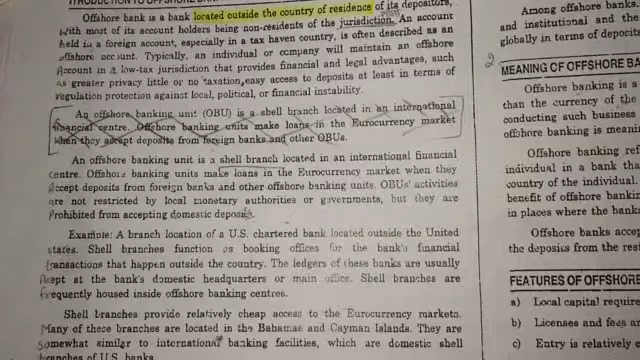 INTRODUCTION TO OFFSHORE
Offshore bank is a bank located outside the country of residence of its depositors,
with most of its account holders being non-residents of the jurisdiction. An account
held in a foreign account, especially in a tax haven country, is often described as an
offshore account. Typically, an individual or company will maintain an offshore
Account in a low-tax jurisdiction that provides financial and legal advantages, such
as greater privacy little or no taxation,easy access to deposits at least in terms of
regulation protection against local, political, or financial instability.
An offshore banking unit (OBU) is a shell branch located in an international
financial centre. Offshore banking units make loans in the Eurocurrency market
when they accept deposits from foreign banks and other OBUs.
An offshore banking unit is a shell branch located in an international financial
centre. Offshore banking units make loans in the Eurocurrency market when they
Accept deposits from foreign banks and other offshore banking units. OBUs' activities
are not restricted by local monetary authorities or governments, but they are
Prohibited from accepting domestic deposits.
Example: A branch location of a U.S. chartered bank located outside the United
states. Shell branches function as booking offices for the bank's financial
transactions that happen outside the country. The ledgers of these banks are usually
kept at the bank's domestic headquarters or main office. Shell branches are
frequently housed inside offshore banking centres.
Shell branches provide relatively cheap access to the Eurocurrency markets.
Many of these branches are located in the Bahamas and Cayman Islands. They are
somewhat similar to international banking facilities, which are domestic shell
branches of U.S. banks
Among offshore banks,
and institutional and the
globally in terms of deposits
2
MEANING OF OFFSHORE BA
Offshore banking is a
than the currency of the
conducting such business
offshore banking is meani
Offshore banking ref
individual in a bank tha
country of the individual.
benefit of offshore bankin
in places where the bank
Offshore banks accep
the deposits from the resi
FEATURES OF OFFSHORE
a) Local capital require
b) Licenses and fees ar
c) Entry is relatively e